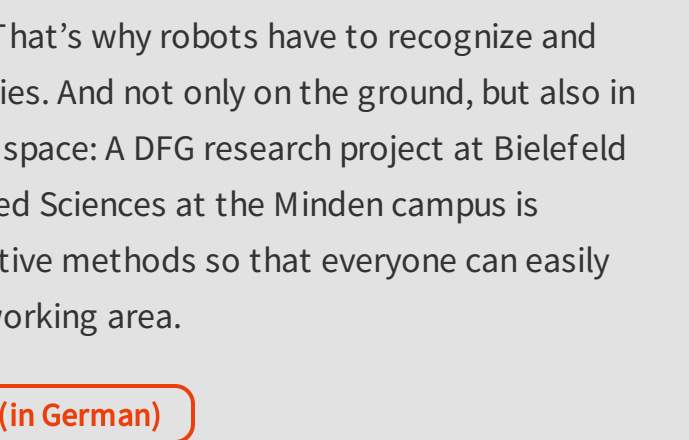 That’s why robots have to recognize and
ies. And not only on the ground, but also in
space: A DFG research project at Bielefeld
ed Sciences at the Minden campus is
tive methods so that everyone can easily
working area.
(in German)